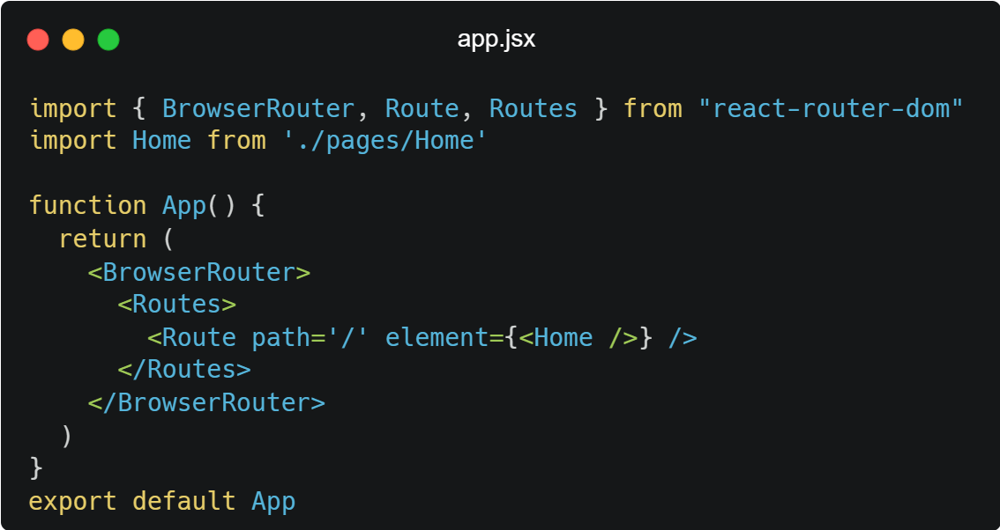 app.jsx
import { BrowserRouter, Route, Routes } from "react-router-dom"
import Home from './pages/Home'

function App() {
  return (
    <BrowserRouter>
      <Routes>
        <Route path='/' element={<Home />} />
      </Routes>
    </BrowserRouter>
  )
}
export default App